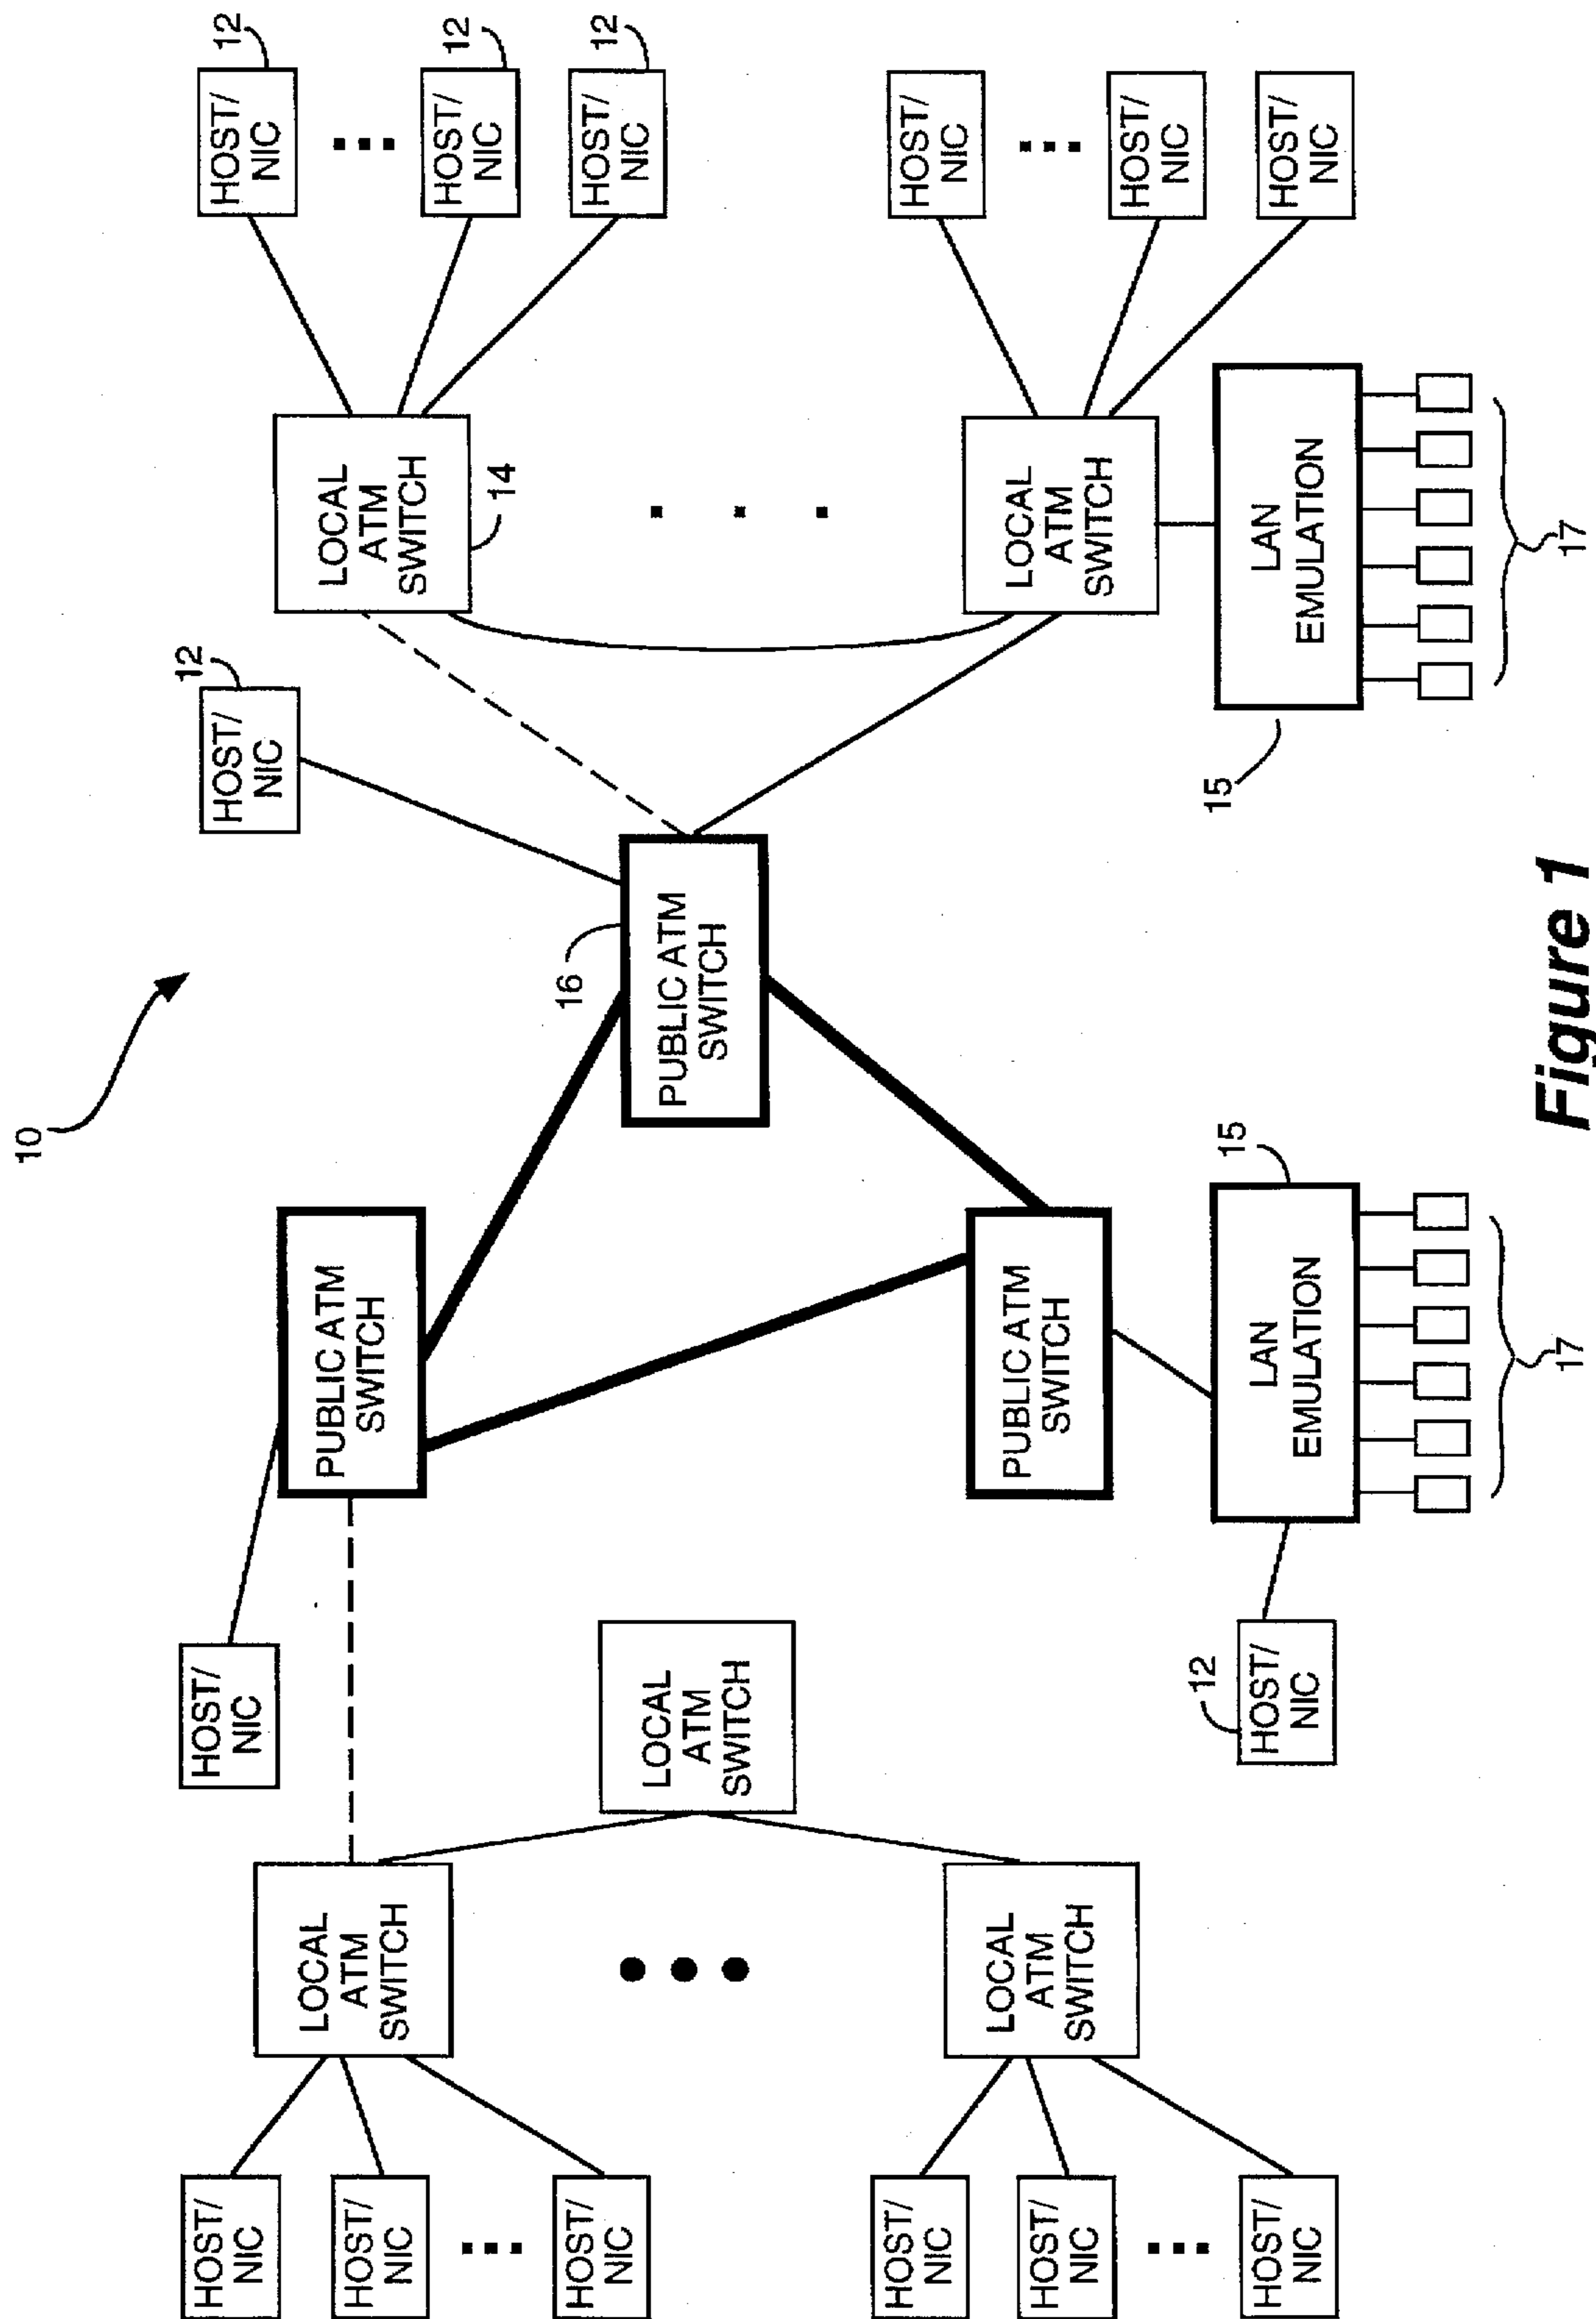 10
HOST/
NIC
HOST/
NIC
HOST/
NIC
12
HOST/
NIC
12
LOCAL
ATM
SWITCH
PUBLIC ATM
SWITCH
LOCAL
ATM
SWITCH
14
HOST/
NIC
HOST/
NIC
12
HOST/
NIC
HOST/
NIC
12
LOCAL
ATM
SWITCH
16
PUBLIC ATM
SWITCH
HOST/
NIC
LOCAL
ATM
SWITCH
PUBLIC ATM
SWITCH
LOCAL
ATM
SWITCH
HOST/
NIC
HOST/
NIC
HOST/
NIC
HOST/
NIC
12
HOST/
NIC
15
LAN
EMULATION
15
LAN
EMULATION
HOST/
NIC
17
17
Figure 1